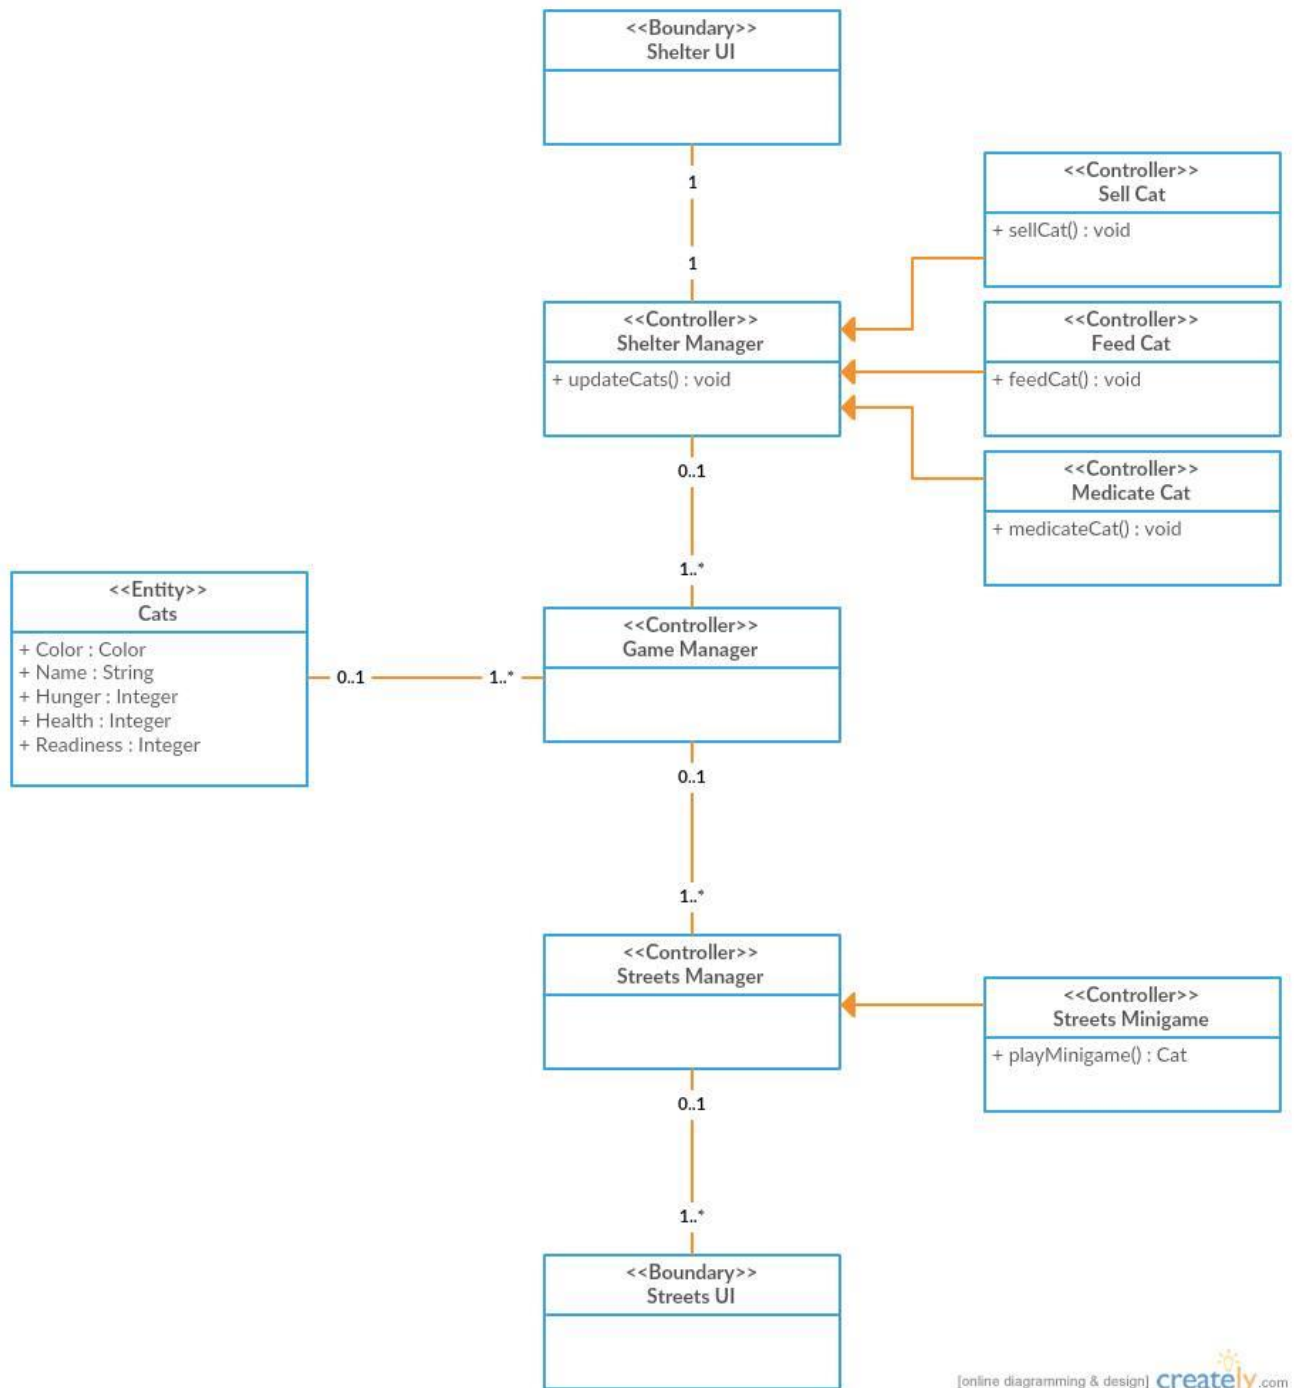 <<Boundary>>
Shelter UI
1
1
<<Controller>>
Sell Cat
+ sellCat() : void
<<Controller>>
Shelter Manager
+ updateCats() : void
<<Controller>>
Feed Cat
+ feedCat() : void
<<Controller>>
Medicate Cat
+ medicateCat() : void
0..1
1..*
<<Entity>>
Cats
+ Color : Color
+ Name : String
+ Hunger : Integer
+ Health : Integer
+ Readiness : Integer
0..1
1..*
<<Controller>>
Game Manager
0..1
1..*
<<Controller>>
Streets Manager
<<Controller>>
Streets Minigame
+ playMinigame() : Cat
0..1
1..*
<<Boundary>>
Streets UI
[online diagramming & design] creately.com